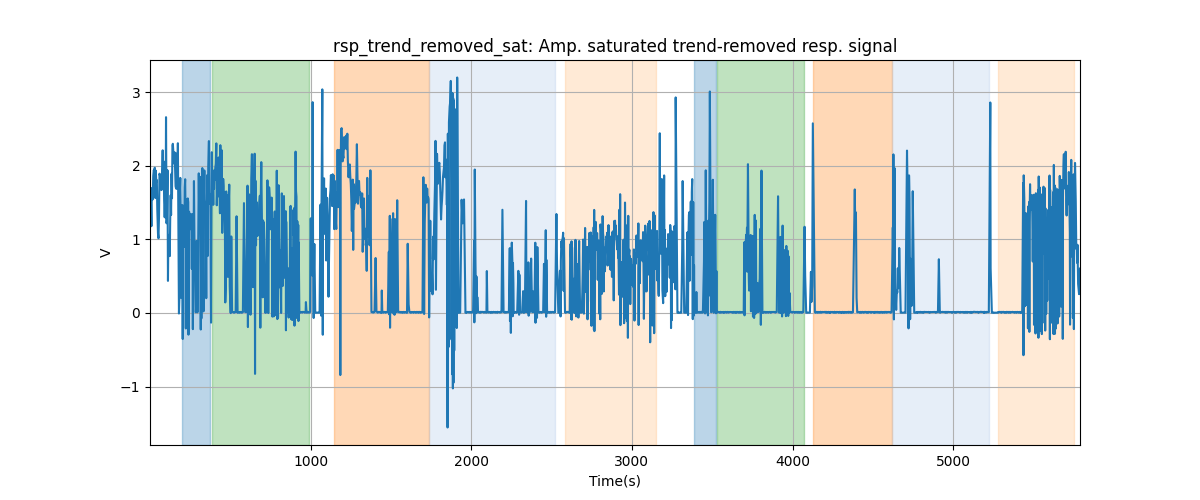 rsp_trend_removed_sat: Amp. saturated trend-removed resp. signal
3
2
1
0
−1
V
1000 2000 3000 4000 5000
Time(s)